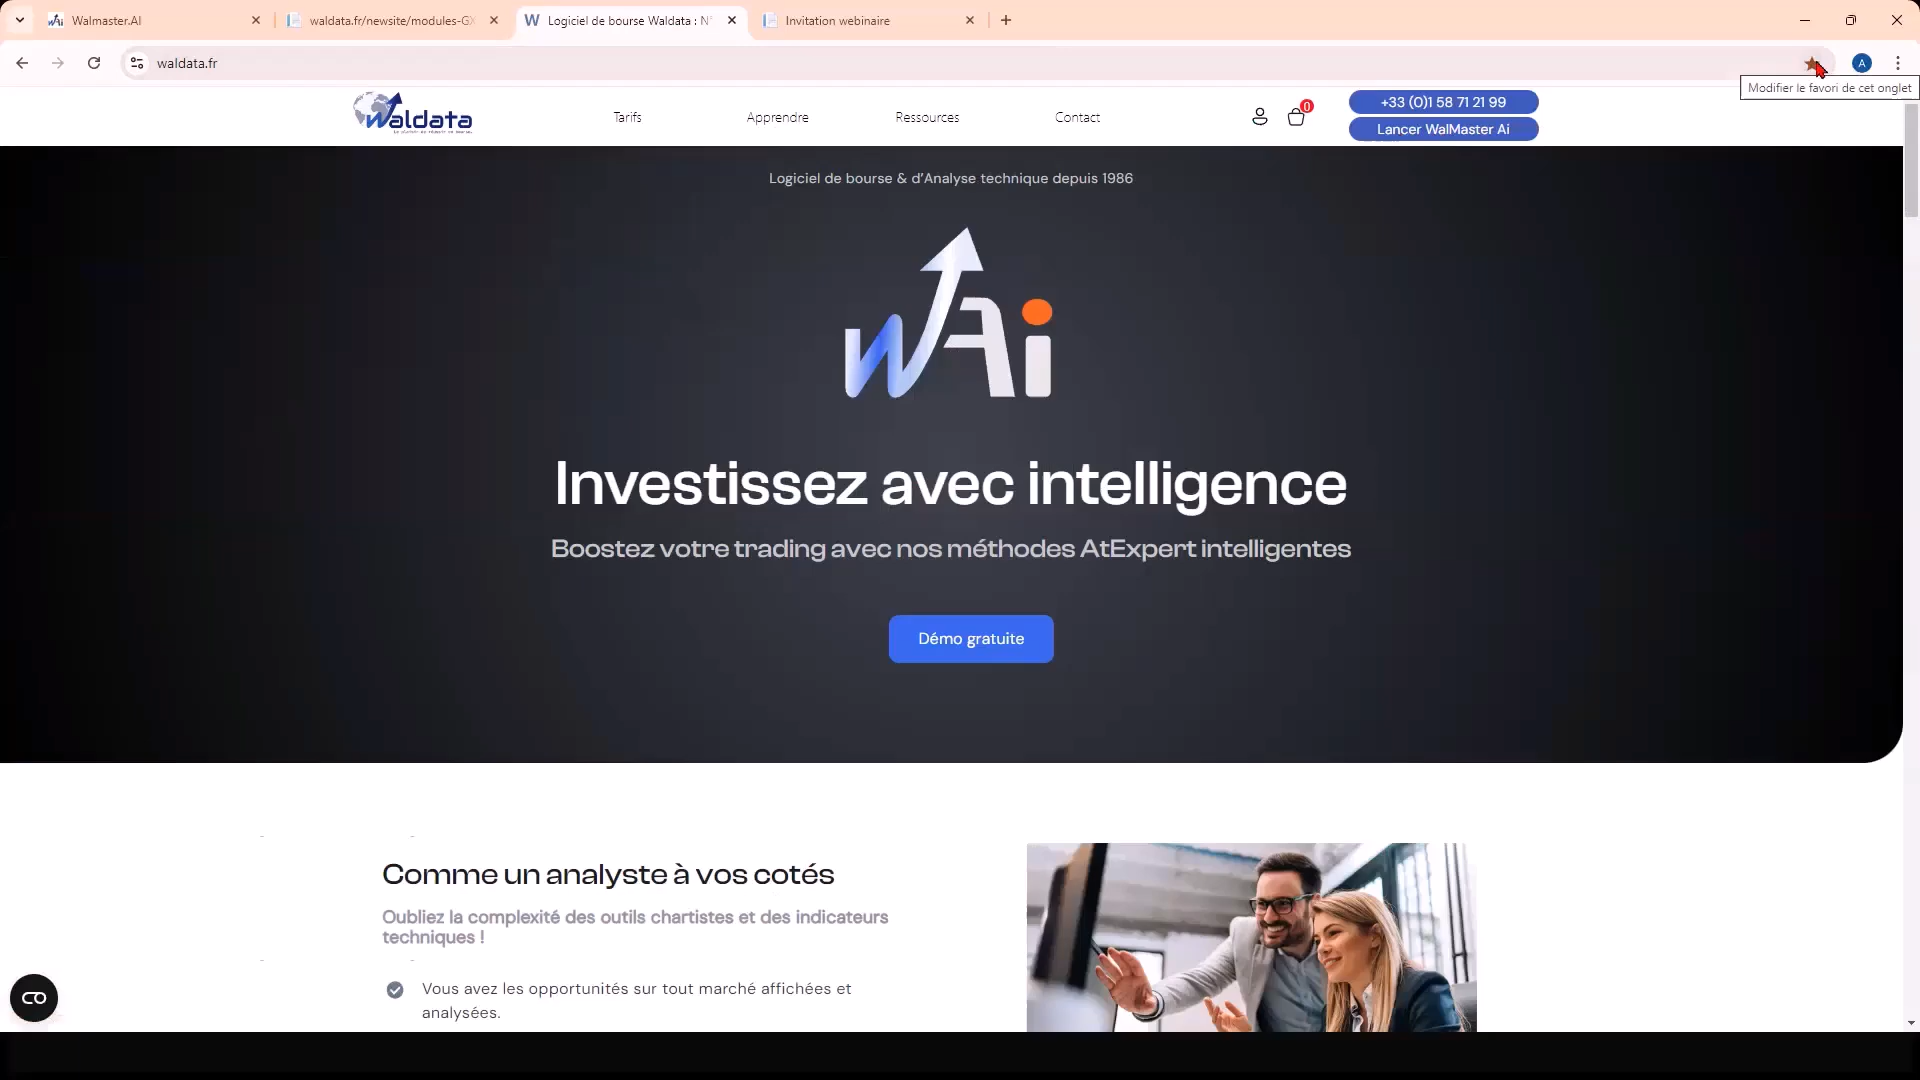 Walmaster.AI
waldata.fr/newsite/modules-G
Logiciel de bourse Waldata : N
Invitation webinaire
waldata.fr
A
Modifier le favori de cet onglet
Waldata
Tarifs
Apprendre
Ressources
Contact
0
+33 (0)1 58 71 21 99
Lancer WalMaster Ai
Logiciel de bourse & d'Analyse technique depuis 1986
wAi
Investissez avec intelligence
Boostez votre trading avec nos méthodes AtExpert intelligentes
Démo gratuite
Comme un analyste à vos cotés
Oubliez la complexité des outils chartistes et des indicateurs
techniques !
Vous avez les opportunités sur tout marché affichées et
analysées.